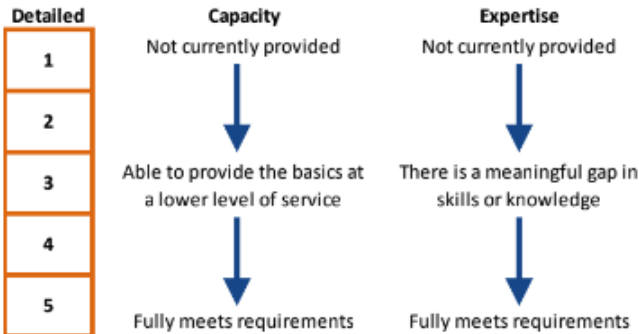 Detailed Capacity Expertise
Not currently provided Not currently provided
1
2
Able to provide the basics at There is a meaningful gap in
3
a lower level of service skills or knowledge
4
5
Fully meets requirements Fully meets requirements